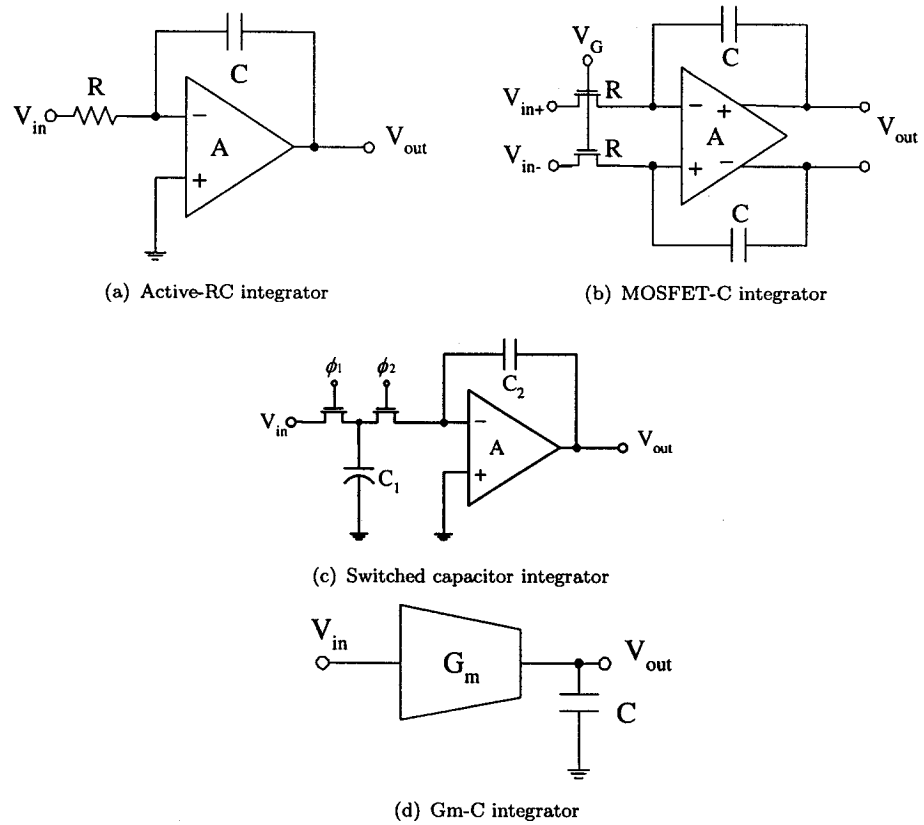 C
R
V_in
A
−
+
V_out
(a) Active-RC integrator
V_G
C
V_in+
R
V_in-
R
−
+
A
+
−
V_out
C
(b) MOSFET-C integrator
ϕ1
ϕ2
C_2
V_in
−
A
+
V_out
C_1
(c) Switched capacitor integrator
V_in
G_m
V_out
C
(d) Gm-C integrator